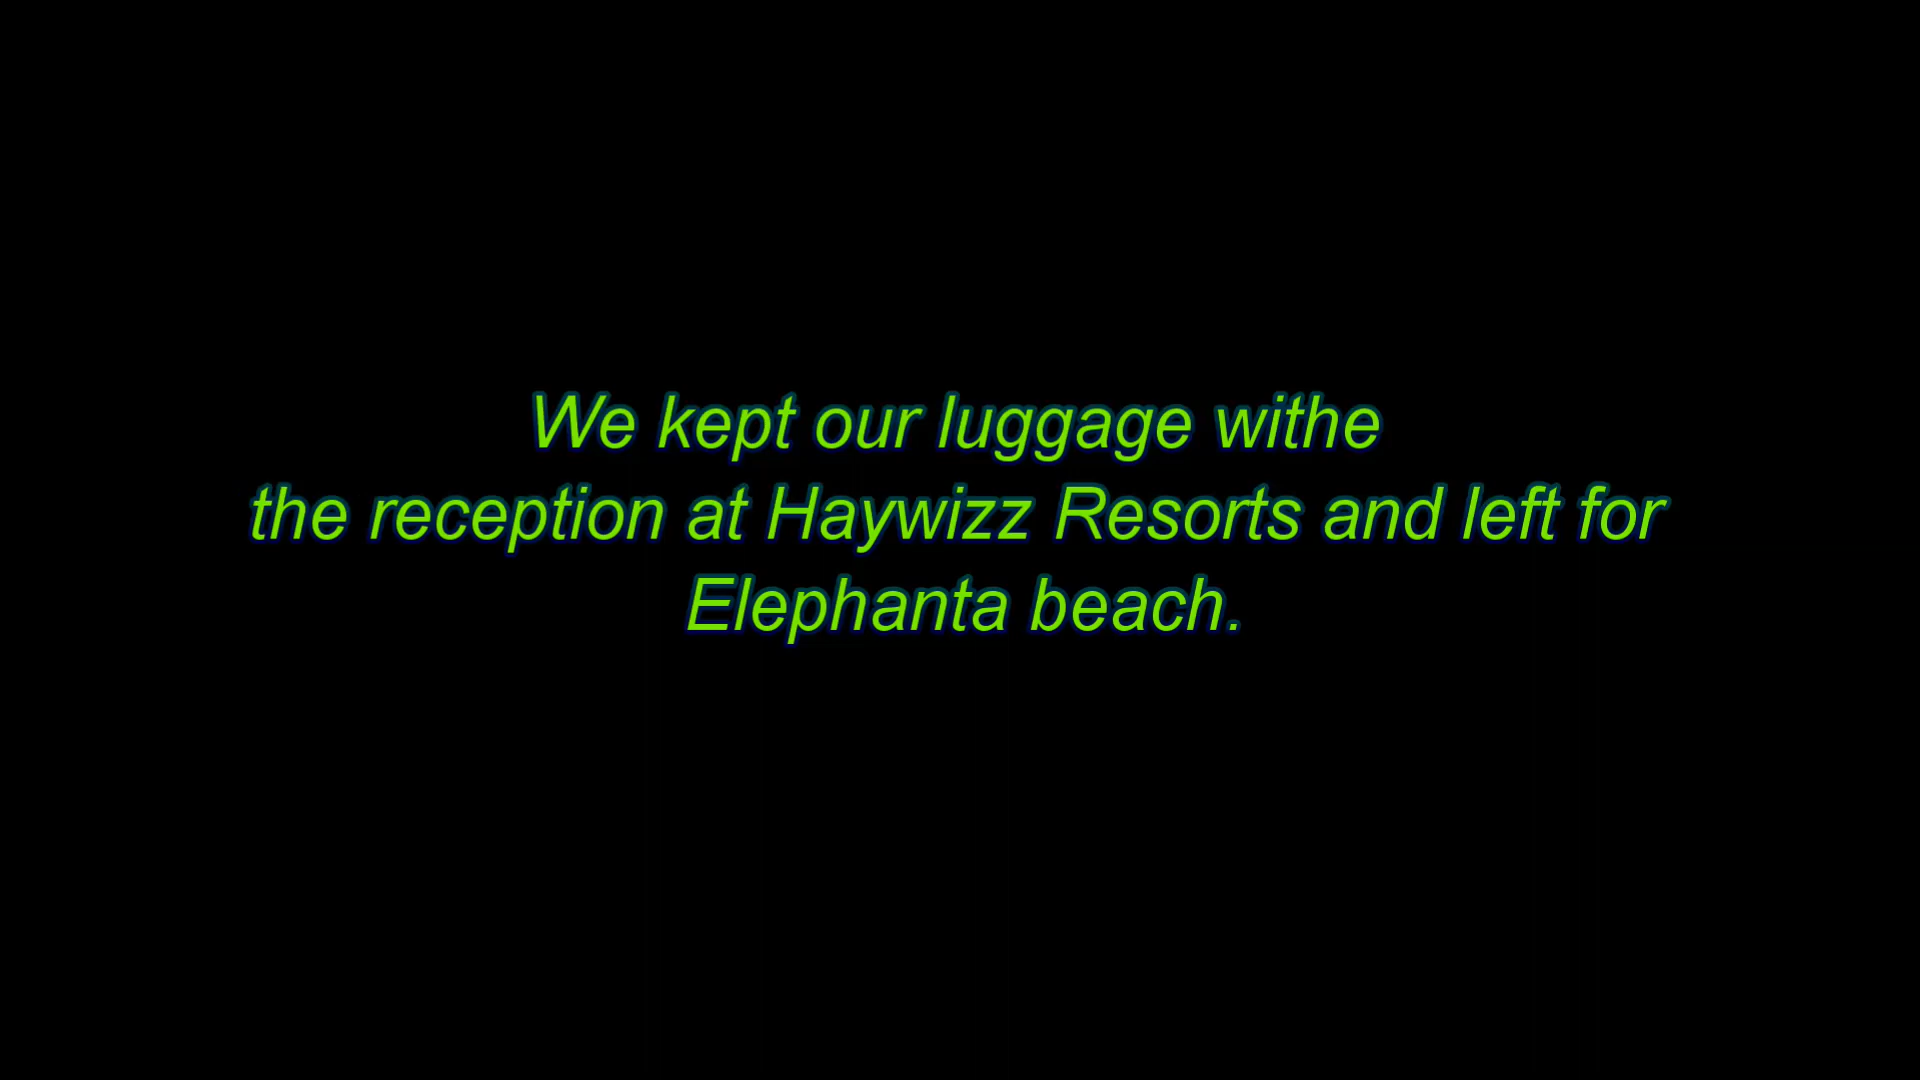 We kept our luggage withe
the reception at Haywizz Resorts and left for
Elephanta beach.